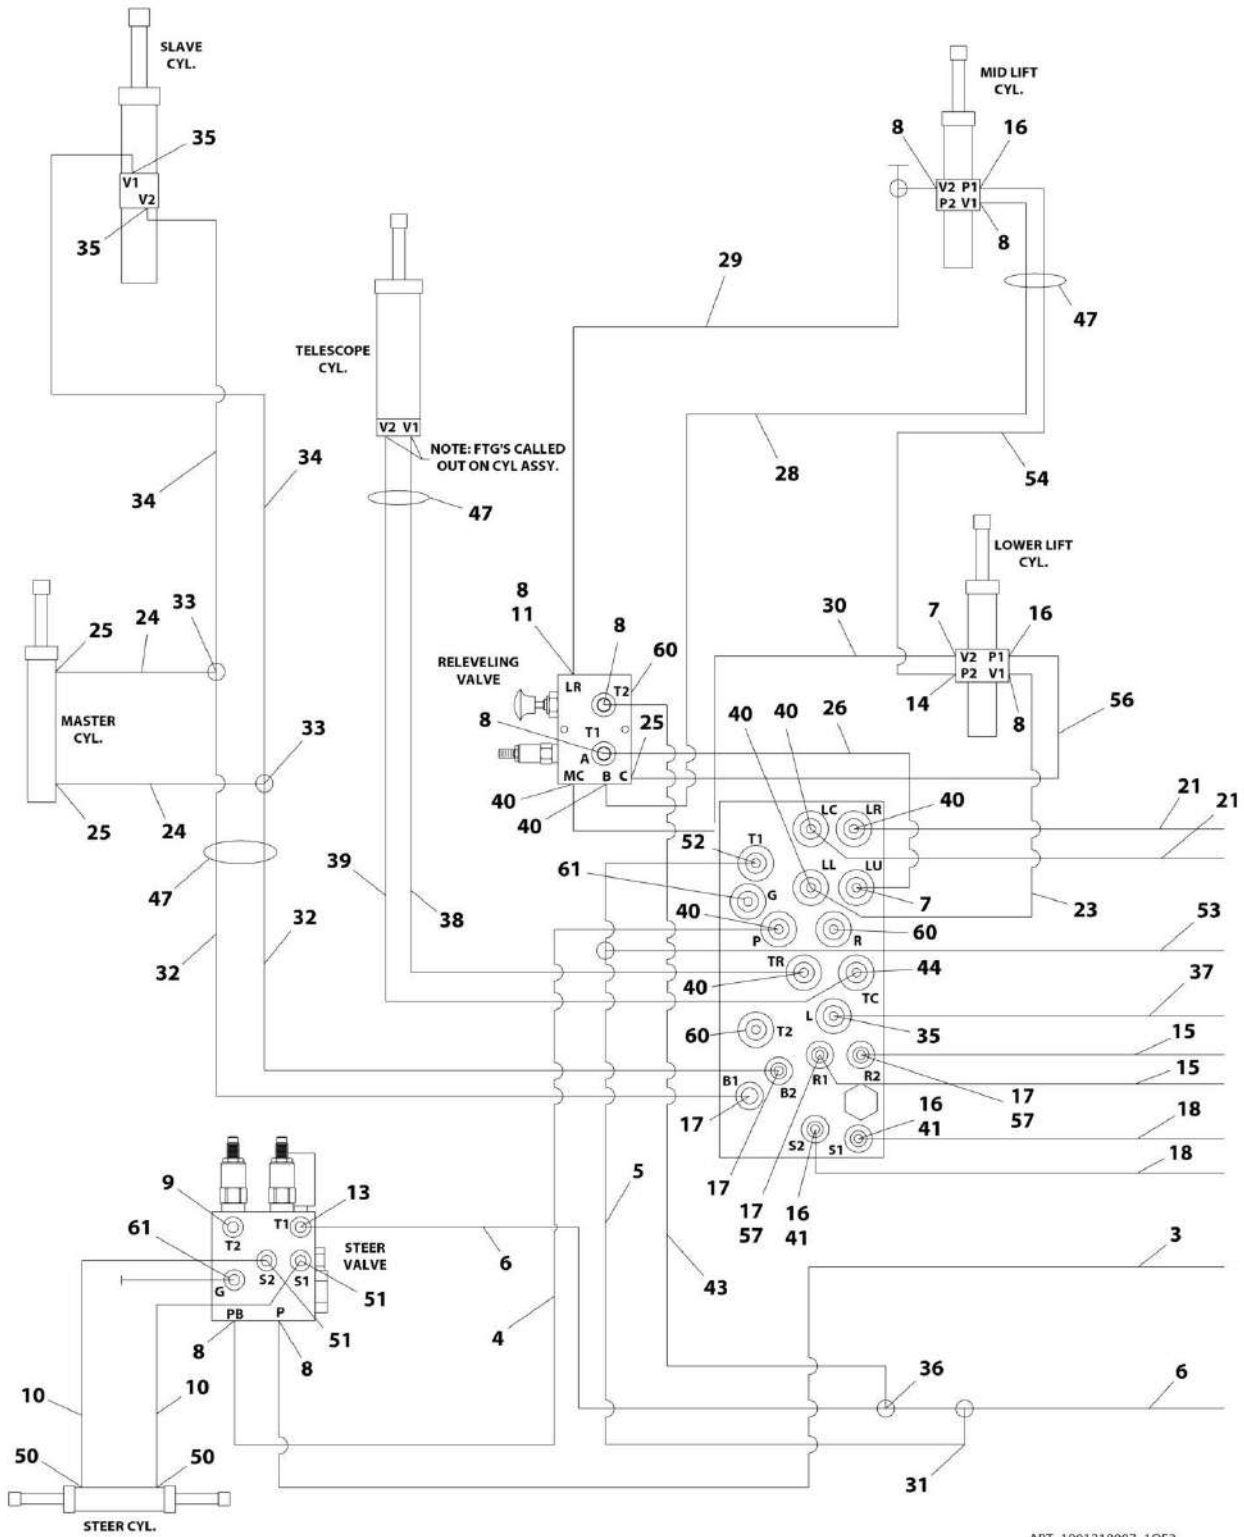 SLAVE
CYL.
MID LIFT
CYL.
8
16
35
V1
V2
V2 P1
P2 V1
35
8
29
47
TELESCOPE
CYL.
V2 V1
NOTE: FTG'S CALLED
OUT ON CYL ASSY.
34
34
28
54
47
LOWER LIFT
CYL.
33
24
25
8
11
8
60
30
7
16
RELEVELING
VALVE
LR
T2
V2 P1
P2 V1
14
8
56
MASTER
CYL.
33
8
T1
A
25
40
40
26
MC B C
40
40
25
24
LC
LR
40
21
21
T1
52
61
LL
LU
47
39
G
7
23
53
38
40
P
R
60
32
32
TR
40
44
TC
37
L
35
60
T2
15
15
B1
B2
R1
R2
17
17
57
16
41
18
18
S2
S1
17
17
57
16
41
9
13
5
61
T1
T2
STEER
VALVE
6
3
S2
S1
G
51
43
PB
P
51
4
8
8
36
6
10
10
50
50
31
STEER CYL.